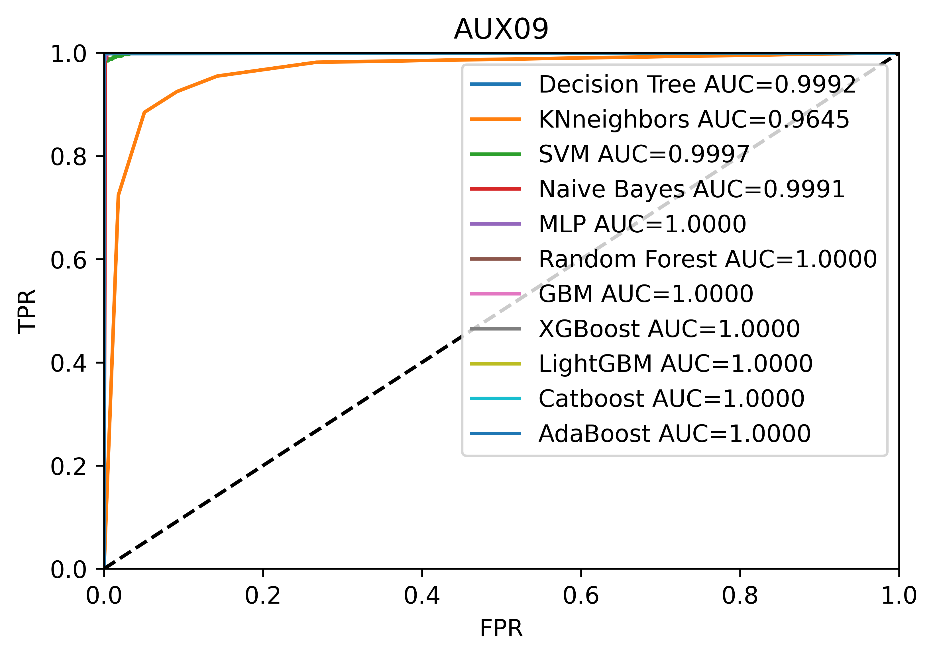 AUX09
1.0
0.8
0.6
0.4
0.2
0.0
TPR
Decision Tree AUC=0.9992
KNneighbors AUC=0.9645
SVM AUC=0.9997
Naive Bayes AUC=0.9991
MLP AUC=1.0000
Random Forest AUC=1.0000
GBM AUC=1.0000
XGBoost AUC=1.0000
LightGBM AUC=1.0000
Catboost AUC=1.0000
AdaBoost AUC=1.0000
0.0 0.2 0.4 0.6 0.8 1.0
FPR